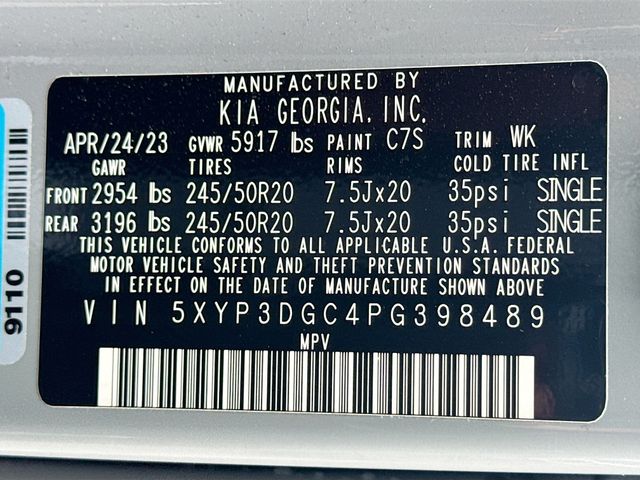 MANUFACTURED BY
KIA GEORGIA, INC.
APR/24/23 GVWR 5917 lbs PAINT C7S TRIM WK
GAWR TIRES RIMS COLD TIRE INFL
FRONT 2954 lbs 245/50R20 7.5Jx20 35psi SINGLE
REAR 3196 lbs 245/50R20 7.5Jx20 35psi SINGLE
THIS VEHICLE CONFORMS TO ALL APPLICABLE U.S.A. FEDERAL
MOTOR VEHICLE SAFETY AND THEFT PREVENTION STANDARDS
IN EFFECT ON THE DATE OF MANUFACTURE SHOWN ABOVE.
VIN 5XYP3DGC4PG398489
MPV
9110